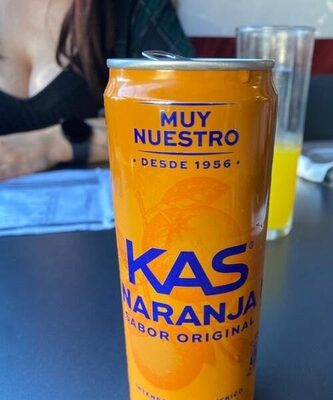 MUY
NUESTRO
· DESDE 1956 ·
KAS
NARANJA
SABOR ORIGINAL